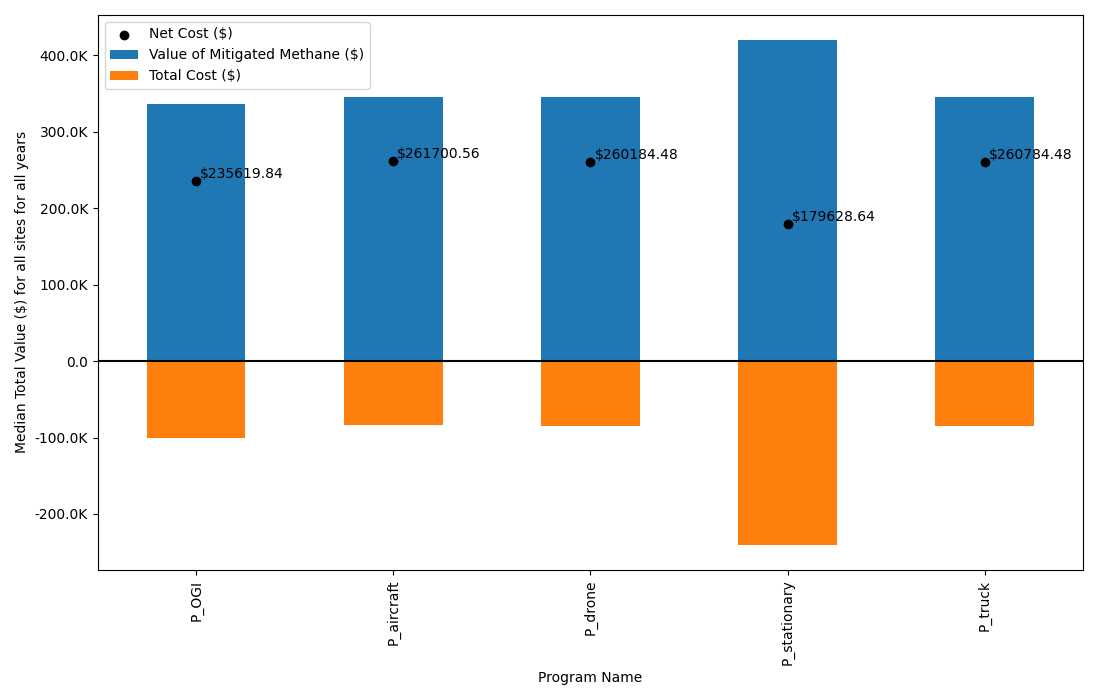 Net Cost ($)
Value of Mitigated Methane ($)
Total Cost ($)
Median Total Value ($) for all sites for all years
400.0K
300.0K
200.0K
100.0K
0.0
-100.0K
-200.0K
$235619.84
$261700.56
$260184.48
$179628.64
$260784.48
P_OGI
P_aircraft
P_drone
P_stationary
P_truck
Program Name